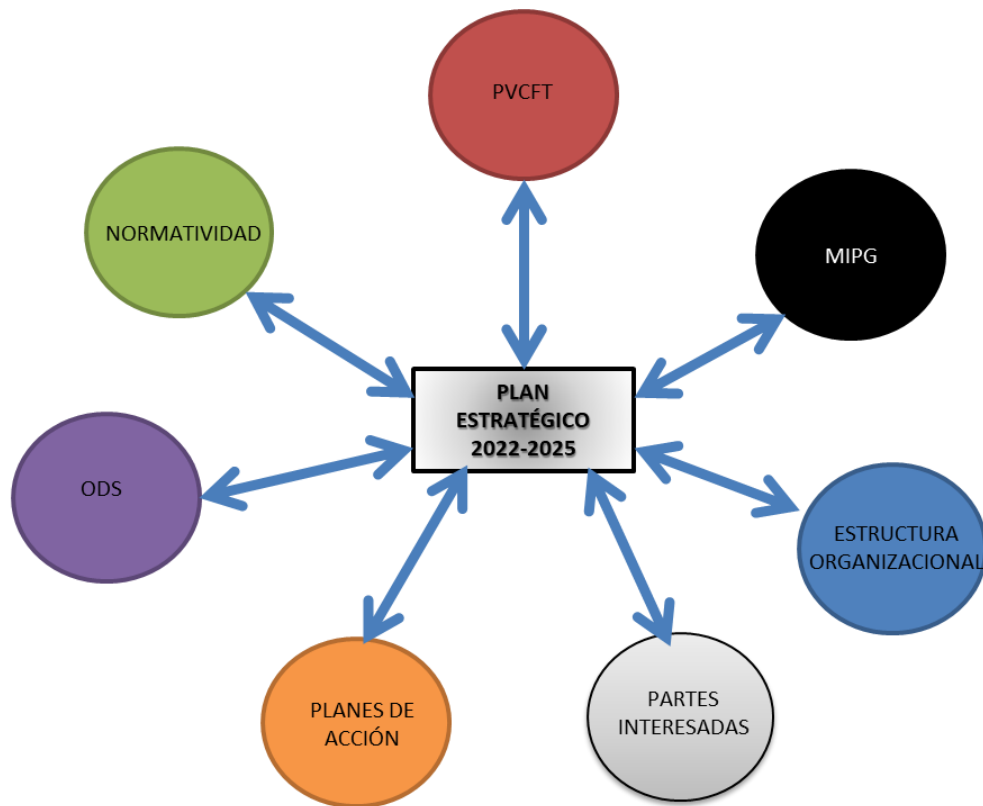 PVCFT
NORMATIVIDAD
MIPG
PLAN
ESTRATÉGICO
2022-2025
ODS
ESTRUCTURA
ORGANIZACIONAL
PLANES DE
ACCIÓN
PARTES
INTERESADAS